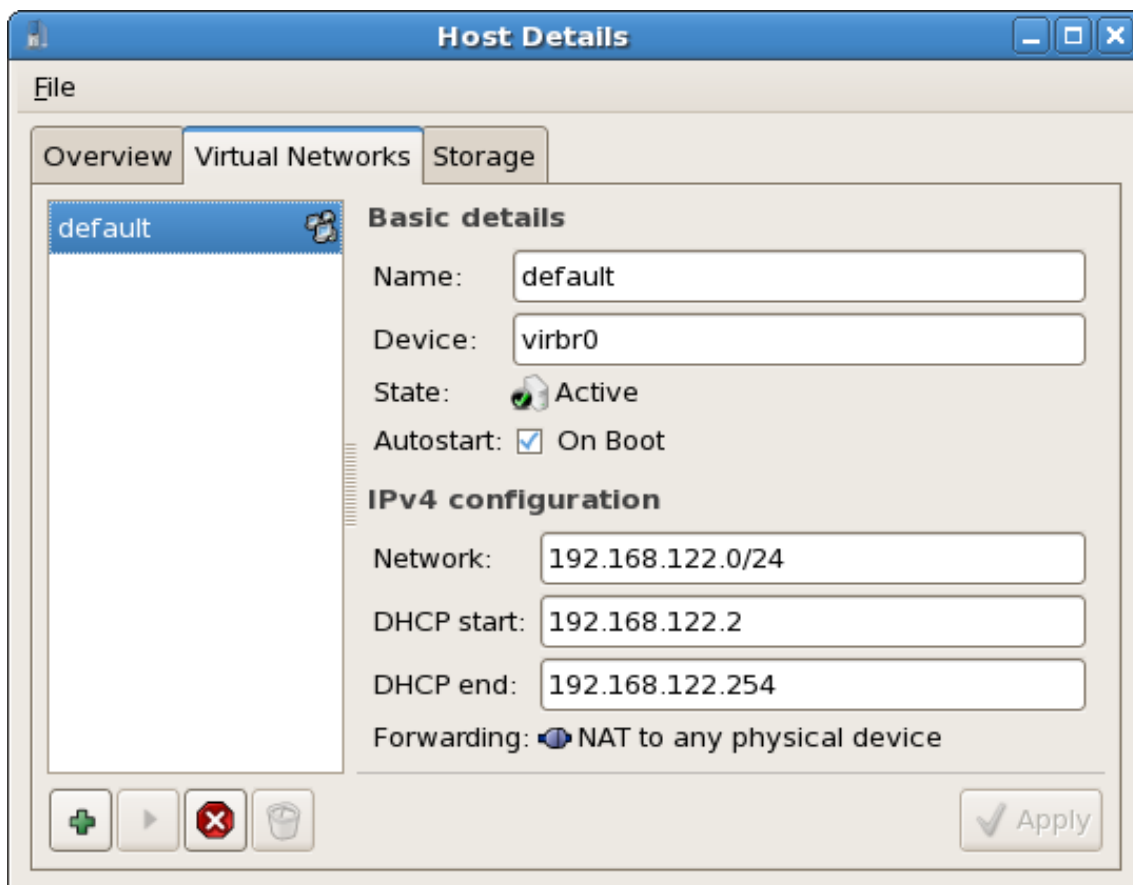 Host Details
File
Overview Virtual Networks Storage
default
Basic details
Name: default
Device: virbr0
State: Active
Autostart: On Boot
IPv4 configuration
Network: 192.168.122.0/24
DHCP start: 192.168.122.2
DHCP end: 192.168.122.254
Forwarding: NAT to any physical device
Apply